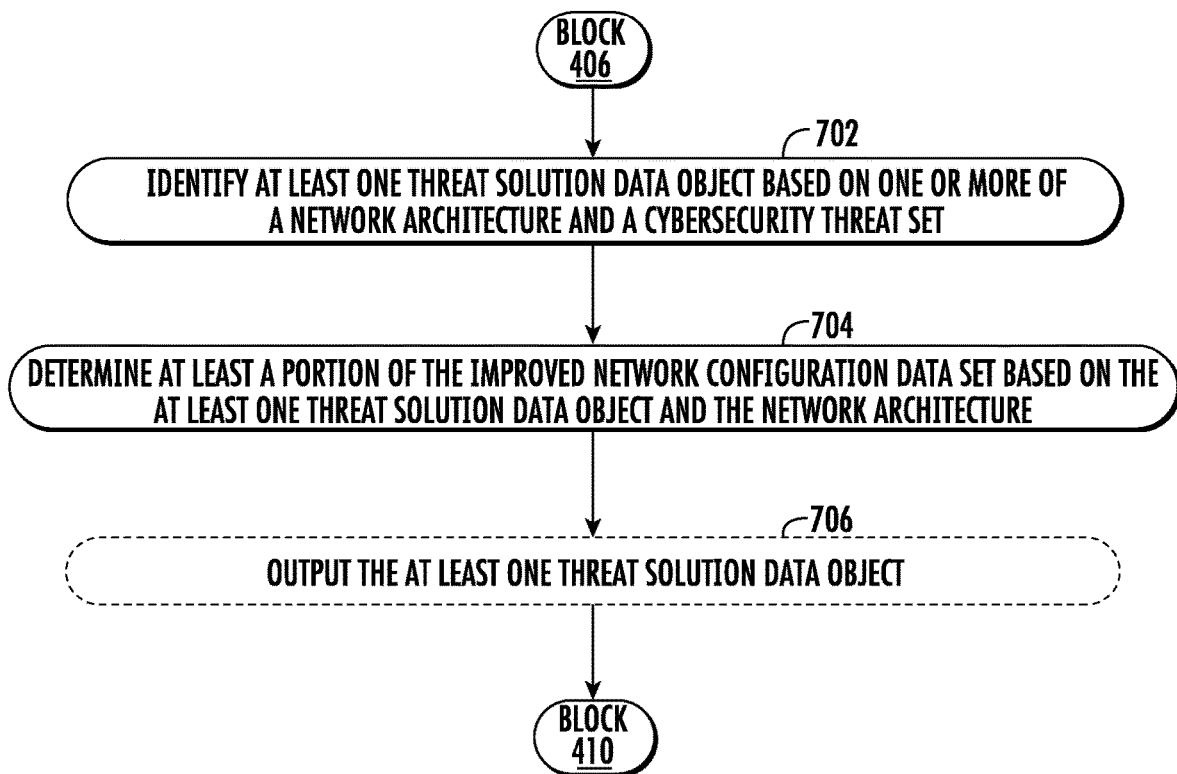 BLOCK
406
702
IDENTIFY AT LEAST ONE THREAT SOLUTION DATA OBJECT BASED ON ONE OR MORE OF
A NETWORK ARCHITECTURE AND A CYBERSECURITY THREAT SET
704
DETERMINE AT LEAST A PORTION OF THE IMPROVED NETWORK CONFIGURATION DATA SET BASED ON THE
AT LEAST ONE THREAT SOLUTION DATA OBJECT AND THE NETWORK ARCHITECTURE
706
OUTPUT THE AT LEAST ONE THREAT SOLUTION DATA OBJECT
BLOCK
410